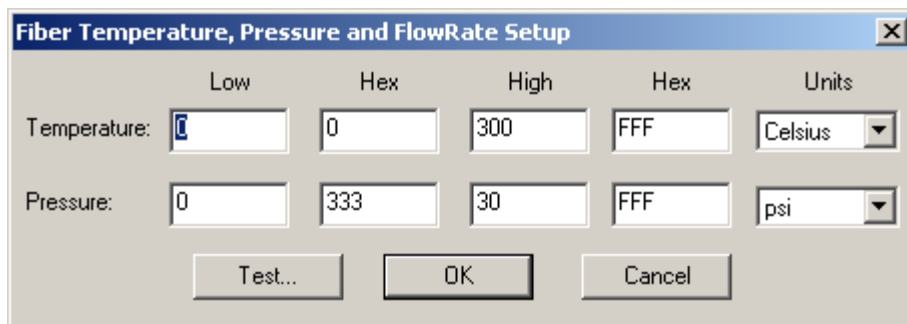 Fiber Temperature, Pressure and FlowRate Setup
Low Hex High Hex Units
Temperature: 0 0 300 FFF Celsius
Pressure: 0 333 30 FFF psi
Test... OK Cancel